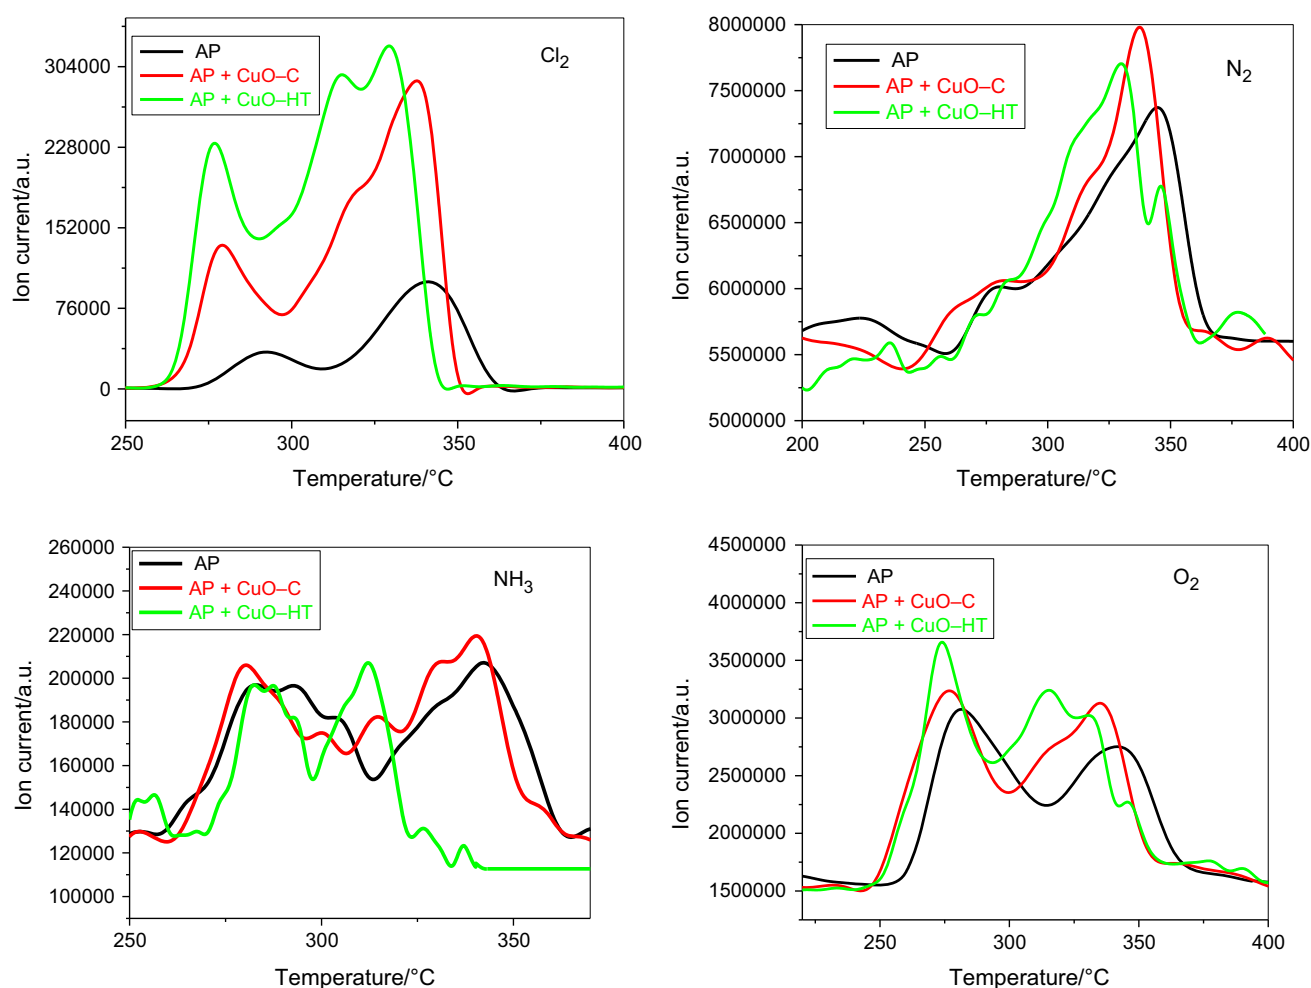 Cl2
AP
AP + CuO–C
AP + CuO–HT
304000
228000
152000
76000
0
Ion current/a.u.
250 300 350 400
Temperature/°C
N2
AP
AP + CuO–C
AP + CuO–HT
8000000
7500000
7000000
6500000
6000000
5500000
5000000
Ion current/a.u.
200 250 300 350 400
Temperature/°C
NH3
AP
AP + CuO–C
AP + CuO–HT
260000
240000
220000
200000
180000
160000
140000
120000
100000
Ion current/a.u.
250 300 350
Temperature/°C
O2
AP
AP + CuO–C
AP + CuO–HT
4500000
4000000
3500000
3000000
2500000
2000000
1500000
Ion current/a.u.
250 300 350 400
Temperature/°C